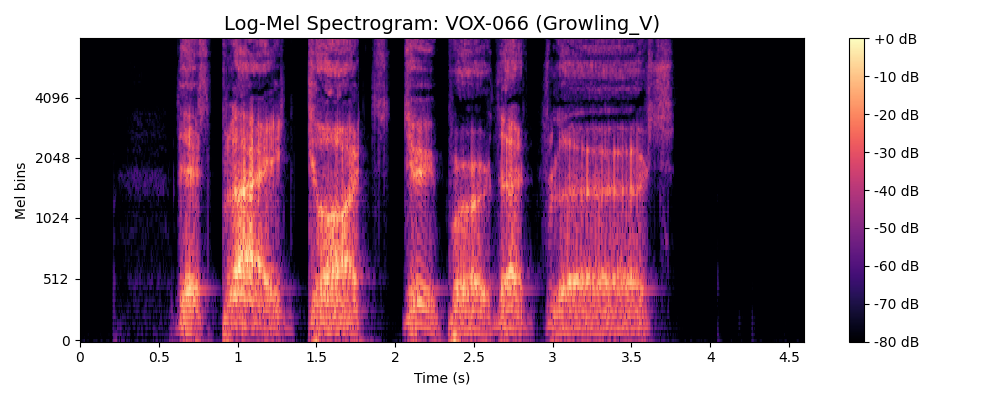 Log-Mel Spectrogram: VOX-066 (Growling_V)
Mel bins
4096
2048
1024
512
0
0 0.5 1 1.5 2 2.5 3 3.5 4 4.5
Time (s)
+0 dB
-10 dB
-20 dB
-30 dB
-40 dB
-50 dB
-60 dB
-70 dB
-80 dB